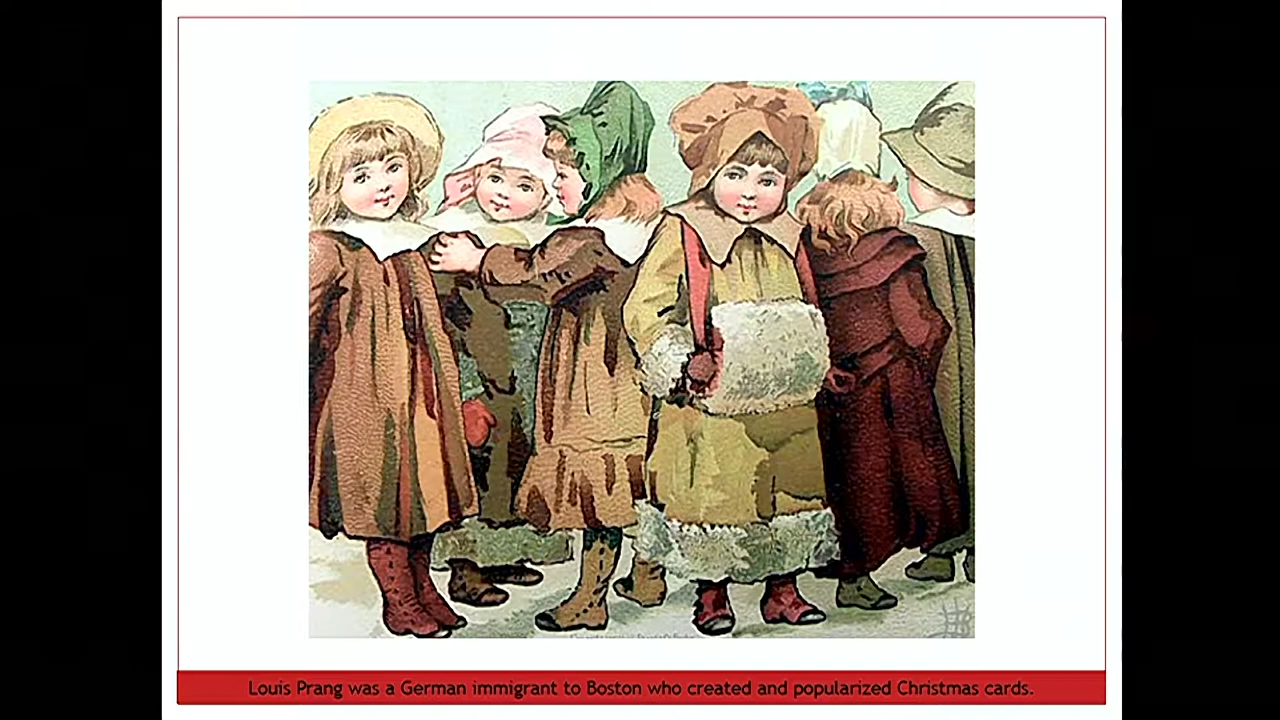 Louis Prang was a German immigrant to Boston who created and popularized Christmas cards.